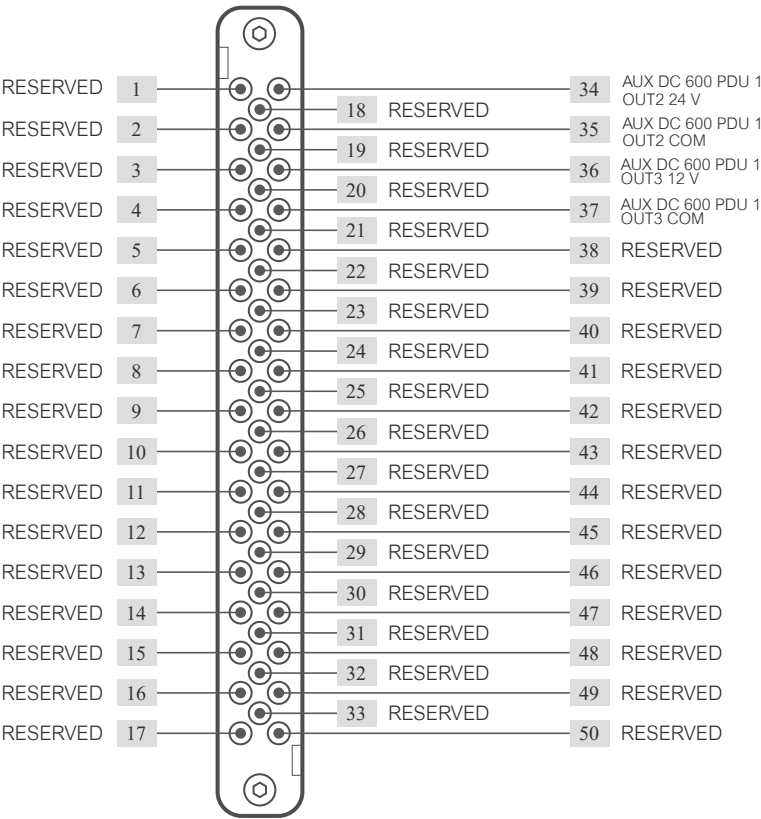 RESERVED 1
34 AUX DC 600 PDU 1
OUT2 24 V
18 RESERVED
RESERVED 2
35 AUX DC 600 PDU 1
OUT2 COM
19 RESERVED
RESERVED 3
36 AUX DC 600 PDU 1
OUT3 12 V
20 RESERVED
RESERVED 4
37 AUX DC 600 PDU 1
OUT3 COM
21 RESERVED
RESERVED 5
38 RESERVED
22 RESERVED
RESERVED 6
39 RESERVED
23 RESERVED
RESERVED 7
40 RESERVED
24 RESERVED
RESERVED 8
41 RESERVED
25 RESERVED
RESERVED 9
42 RESERVED
26 RESERVED
RESERVED 10
43 RESERVED
27 RESERVED
RESERVED 11
44 RESERVED
28 RESERVED
RESERVED 12
45 RESERVED
29 RESERVED
RESERVED 13
46 RESERVED
30 RESERVED
RESERVED 14
47 RESERVED
31 RESERVED
RESERVED 15
48 RESERVED
32 RESERVED
RESERVED 16
49 RESERVED
33 RESERVED
RESERVED 17
50 RESERVED